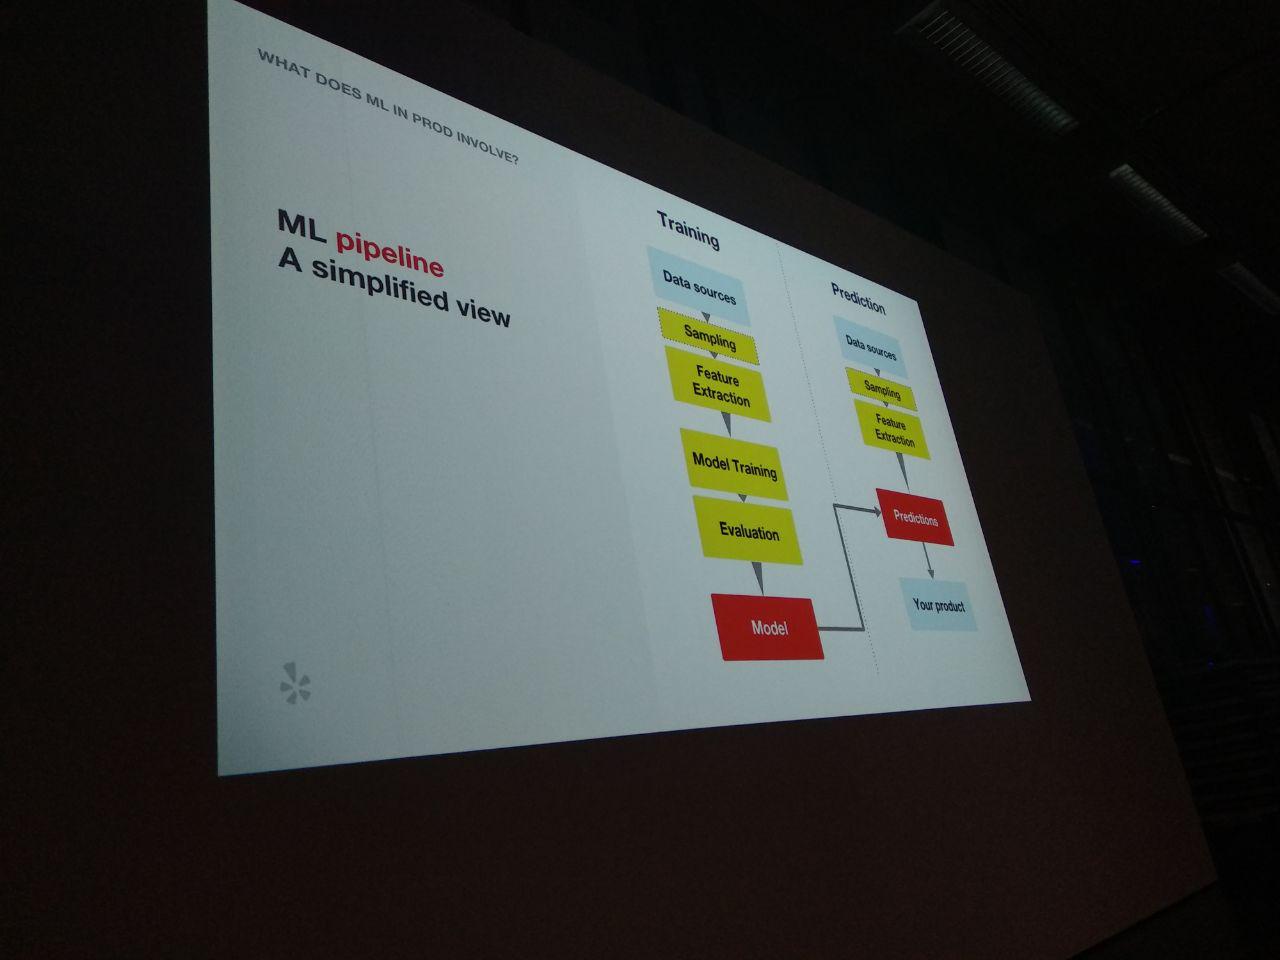 WHAT DOES ML IN PROD INVOLVE?
ML pipeline
A simplified view
Training
Data sources
Sampling
Feature
Extraction
Model Training
Evaluation
Model
Prediction
Data sources
Sampling
Feature
Extraction
Predictions
Your product